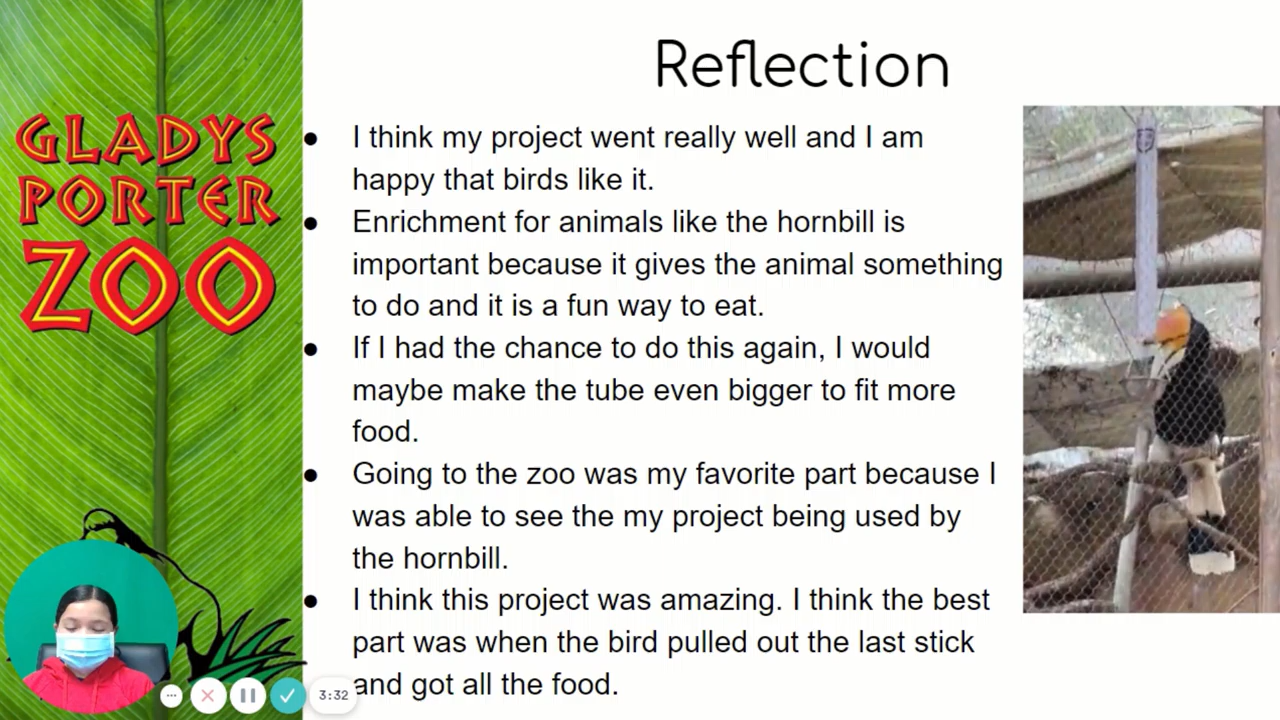 GLADYS
PORTER
ZOO
Reflection
● I think my project went really well and I am
happy that birds like it.
● Enrichment for animals like the hornbill is
important because it gives the animal something
to do and it is a fun way to eat.
● If I had the chance to do this again, I would
maybe make the tube even bigger to fit more
food.
● Going to the zoo was my favorite part because I
was able to see the my project being used by
the hornbill.
● I think this project was amazing. I think the best
part was when the bird pulled out the last stick
and got all the food.
3:32